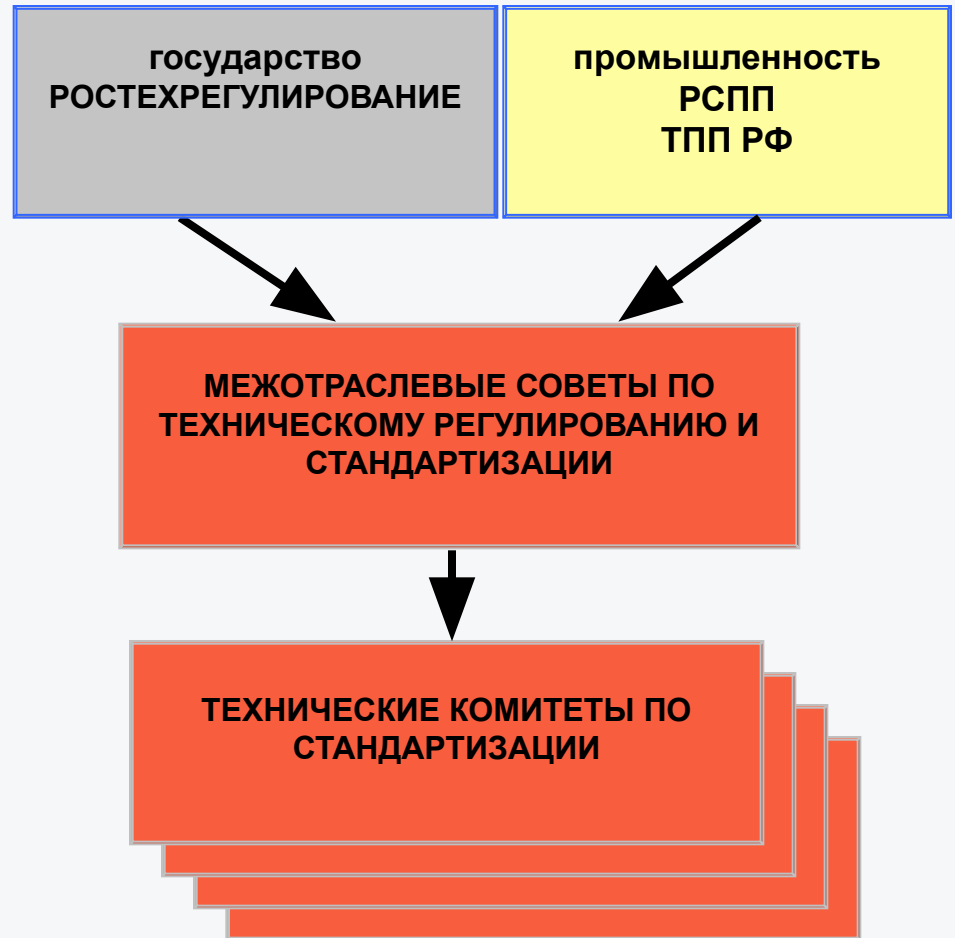 государство
РОСТЕХРЕГУЛИРОВАНИЕ
промышленность
РСПП
ТПП РФ
МЕЖОТРАСЛЕВЫЕ СОВЕТЫ ПО
ТЕХНИЧЕСКОМУ РЕГУЛИРОВАНИЮ И
СТАНДАРТИЗАЦИИ
ТЕХНИЧЕСКИЕ КОМИТЕТЫ ПО
СТАНДАРТИЗАЦИИ